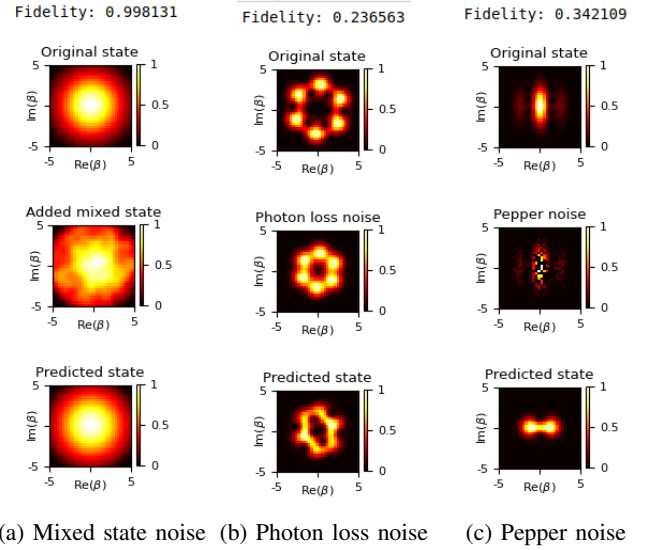 Fidelity: 0.998131
Original state
5
Im(β)
-5
-5
Re(β)
5
1
0.5
0
Added mixed state
5
Im(β)
-5
-5
Re(β)
5
1
0.5
0
Predicted state
5
Im(β)
-5
-5
Re(β)
5
1
0.5
0
(a) Mixed state noise
Fidelity: 0.236563
Original state
5
Im(β)
-5
-5
Re(β)
5
1
0.5
0
Photon loss noise
5
Im(β)
-5
-5
Re(β)
5
1
0.5
0
Predicted state
5
Im(β)
-5
-5
Re(β)
5
1
0.5
0
(b) Photon loss noise
Fidelity: 0.342109
Original state
5
Im(β)
-5
-5
Re(β)
5
1
0.5
0
Pepper noise
5
Im(β)
-5
-5
Re(β)
5
1
0.5
0
Predicted state
5
Im(β)
-5
-5
Re(β)
5
1
0.5
0
(c) Pepper noise